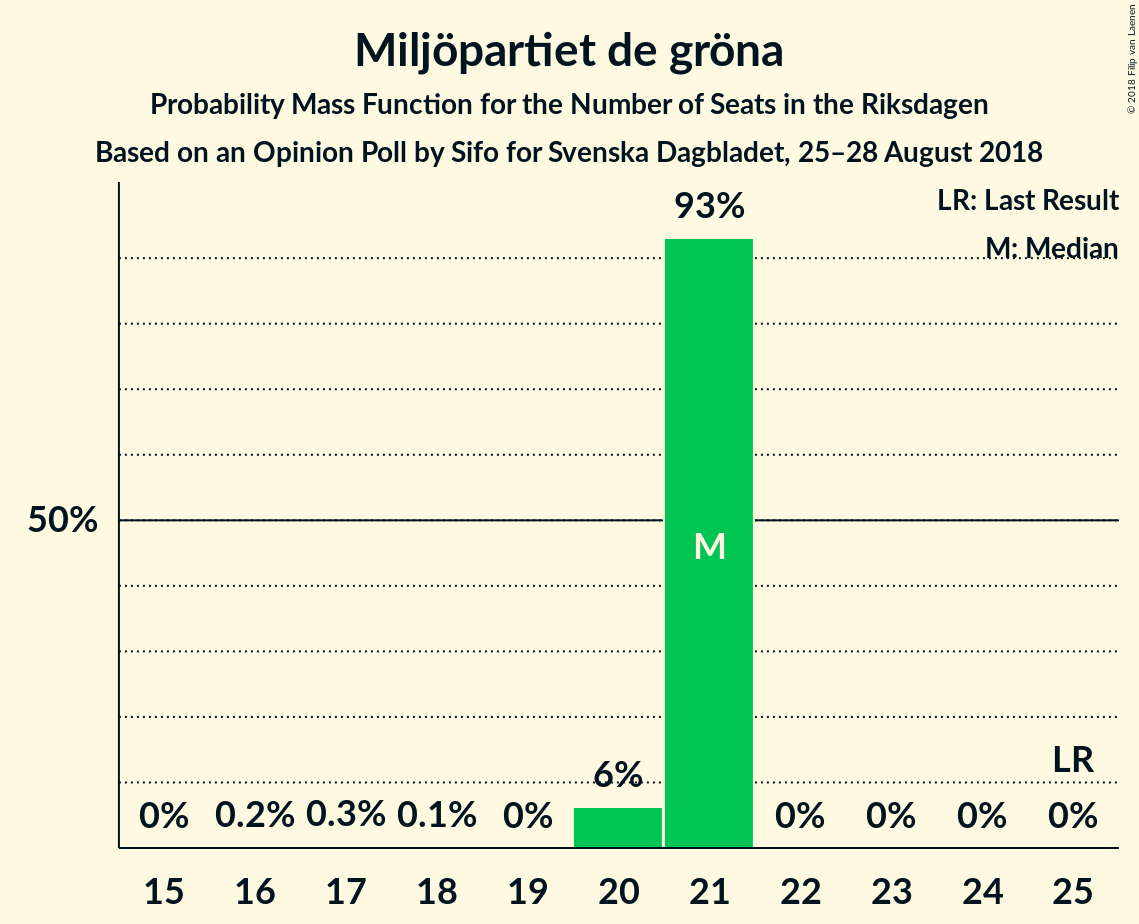 Miljöpartiet de gröna
Probability Mass Function for the Number of Seats in the Riksdagen
Based on an Opinion Poll by Sifo for Svenska Dagbladet, 25–28 August 2018
© 2018 Filip van Laenen
LR: Last Result
M: Median
93%
50%
M
LR
6%
0% 0.2% 0.3% 0.1% 0% 0% 0% 0% 0%
15 16 17 18 19 20 21 22 23 24 25